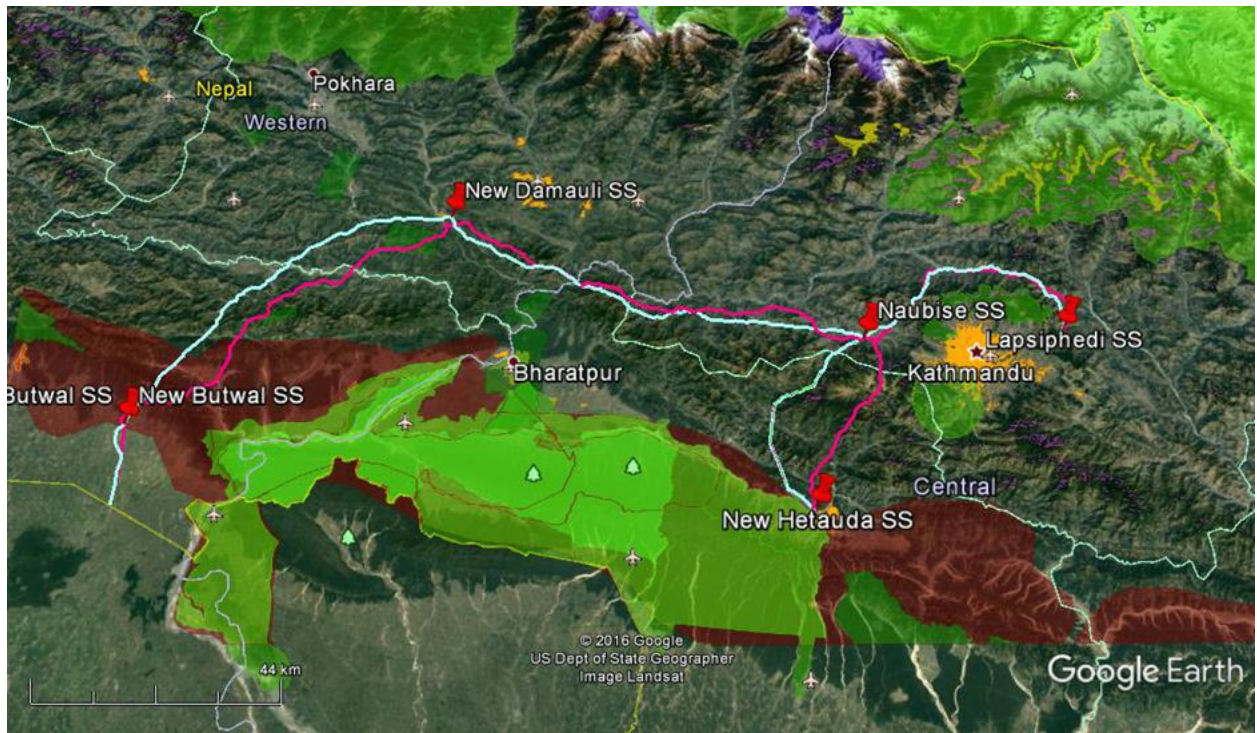 Pokhara
Nepal
Western
New Damauli SS
Naubise SS
Lapsiphedi SS
Kathmandu
Bharatpur
Butwal SS
New Butwal SS
Central
New Hetauda SS
© 2016 Google
US Dept of State Geographer
Image Landsat
44 km
Google Earth